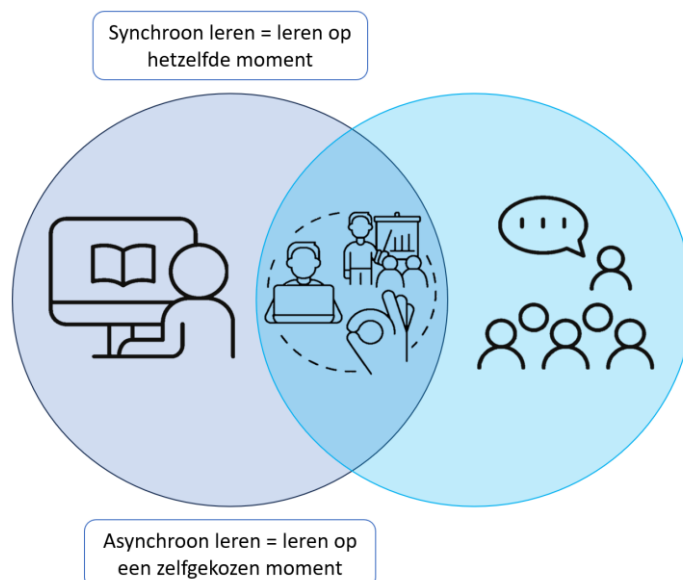 Synchroon leren = leren op
hetzelfde moment
Asynchroon leren = leren op
een zelfgekozen moment